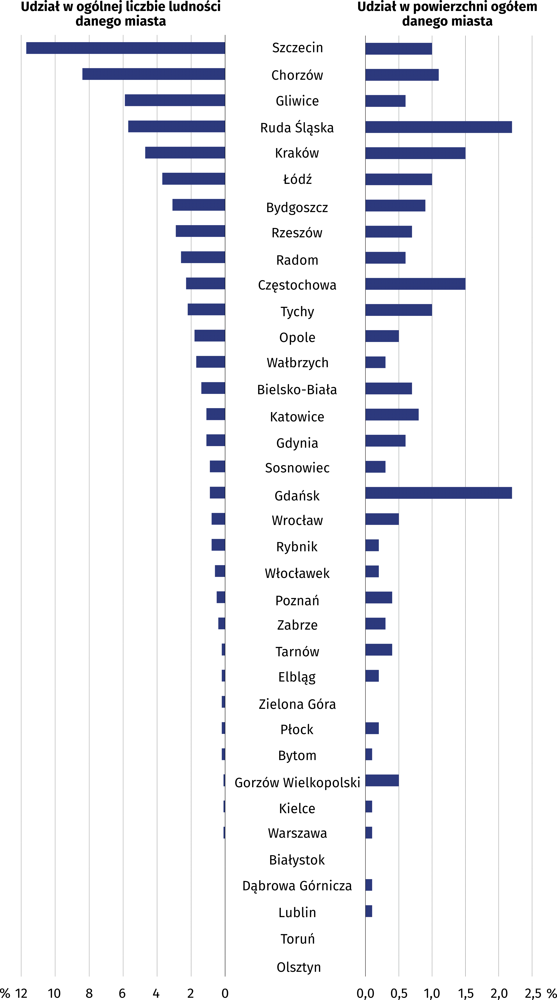 Udział w ogólnej liczbie ludności
danego miasta
Udział w powierzchni ogółem
danego miasta
Szczecin
Chorzów
Gliwice
Ruda Śląska
Kraków
Łódź
Bydgoszcz
Rzeszów
Radom
Częstochowa
Tychy
Opole
Wałbrzych
Bielsko-Biała
Katowice
Gdynia
Sosnowiec
Gdańsk
Wrocław
Rybnik
Włocławek
Poznań
Zabrze
Tarnów
Elbląg
Zielona Góra
Płock
Bytom
Gorzów Wielkopolski
Kielce
Warszawa
Białystok
Dąbrowa Górnicza
Lublin
Toruń
Olsztyn
% 12 10 8 6 4 2 0
0,0 0,5 1,0 1,5 2,0 2,5 %